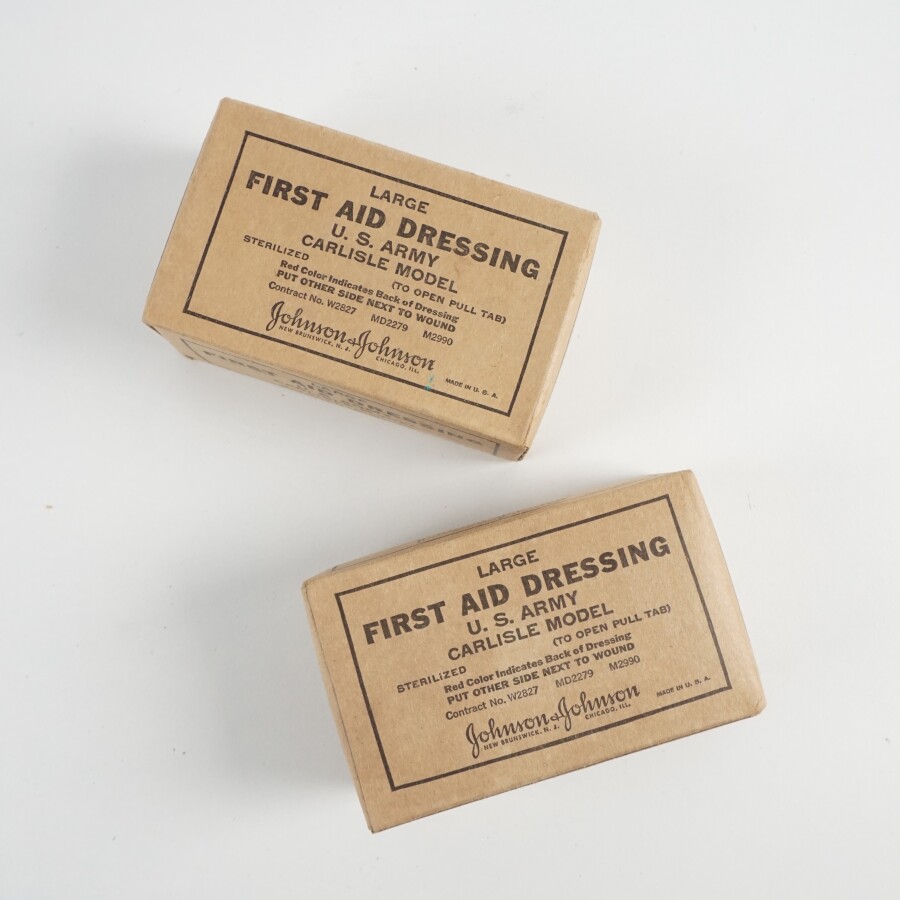 LARGE
FIRST AID DRESSING
U. S. ARMY
CARLISLE MODEL
STERILIZED (TO OPEN PULL TAB)
Red Color Indicates Back of Dressing
PUT OTHER SIDE NEXT TO WOUND
Contract No. W2827 MD2279 M2990
Johnson & Johnson
NEW BRUNSWICK, N. J. CHICAGO, ILL.
MADE IN U. S. A.
FIRST AID DRESSING
LARGE
FIRST AID DRESSING
U. S. ARMY
CARLISLE MODEL
STERILIZED (TO OPEN PULL TAB)
Red Color Indicates Back of Dressing
PUT OTHER SIDE NEXT TO WOUND
Contract No. W2827 MD2279 M2990
Johnson & Johnson
NEW BRUNSWICK, N. J. CHICAGO, ILL.
MADE IN U. S. A.